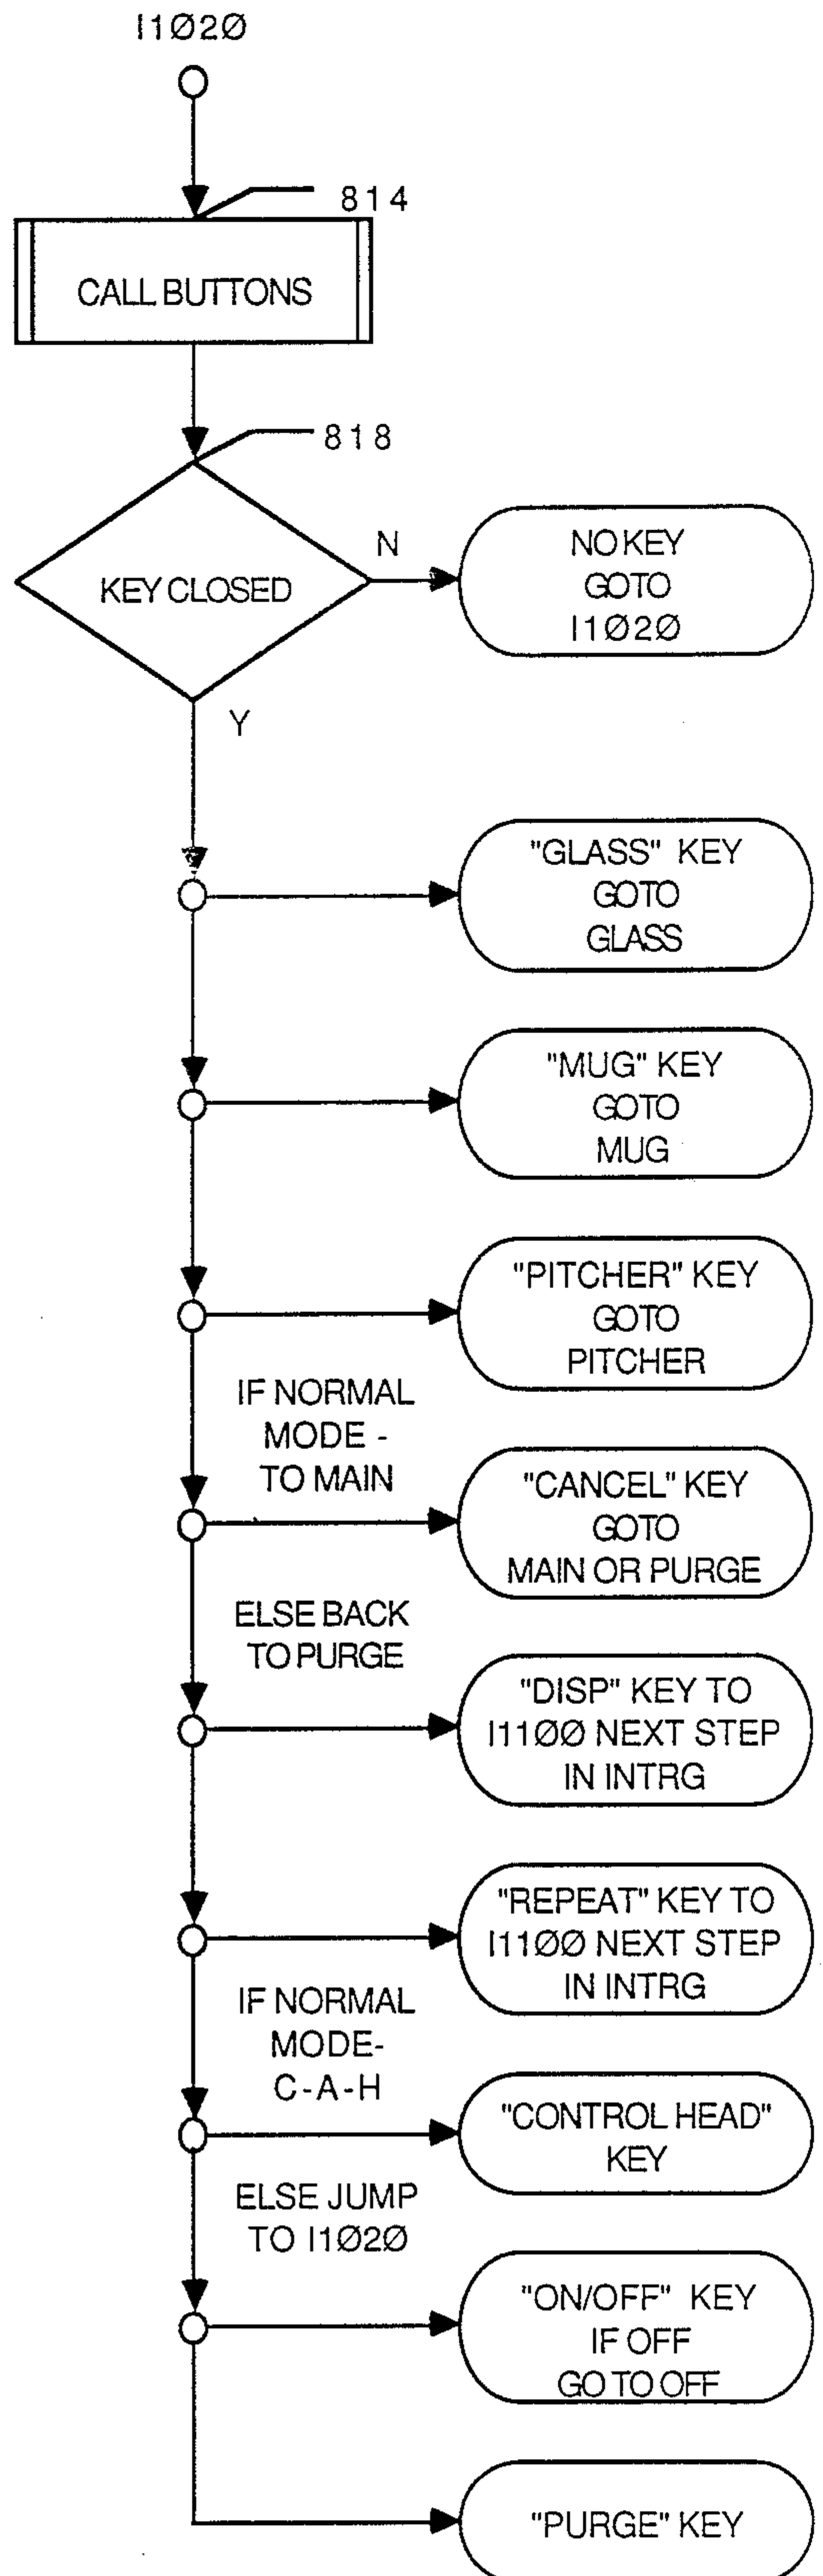 I1Ø2Ø
814
CALL BUTTONS
818
KEY CLOSED
N
NO KEY
GOTO
I1Ø2Ø
Y
"GLASS" KEY
GOTO
GLASS
"MUG" KEY
GOTO
MUG
"PITCHER" KEY
GOTO
PITCHER
IF NORMAL
MODE -
TO MAIN
"CANCEL" KEY
GOTO
MAIN OR PURGE
ELSE BACK
TO PURGE
"DISP" KEY TO
I11ØØ NEXT STEP
IN INTRG
"REPEAT" KEY TO
I11ØØ NEXT STEP
IN INTRG
IF NORMAL
MODE-
C-A-H
"CONTROL HEAD"
KEY
ELSE JUMP
TO I1Ø2Ø
"ON/OFF" KEY
IF OFF
GO TO OFF
"PURGE" KEY